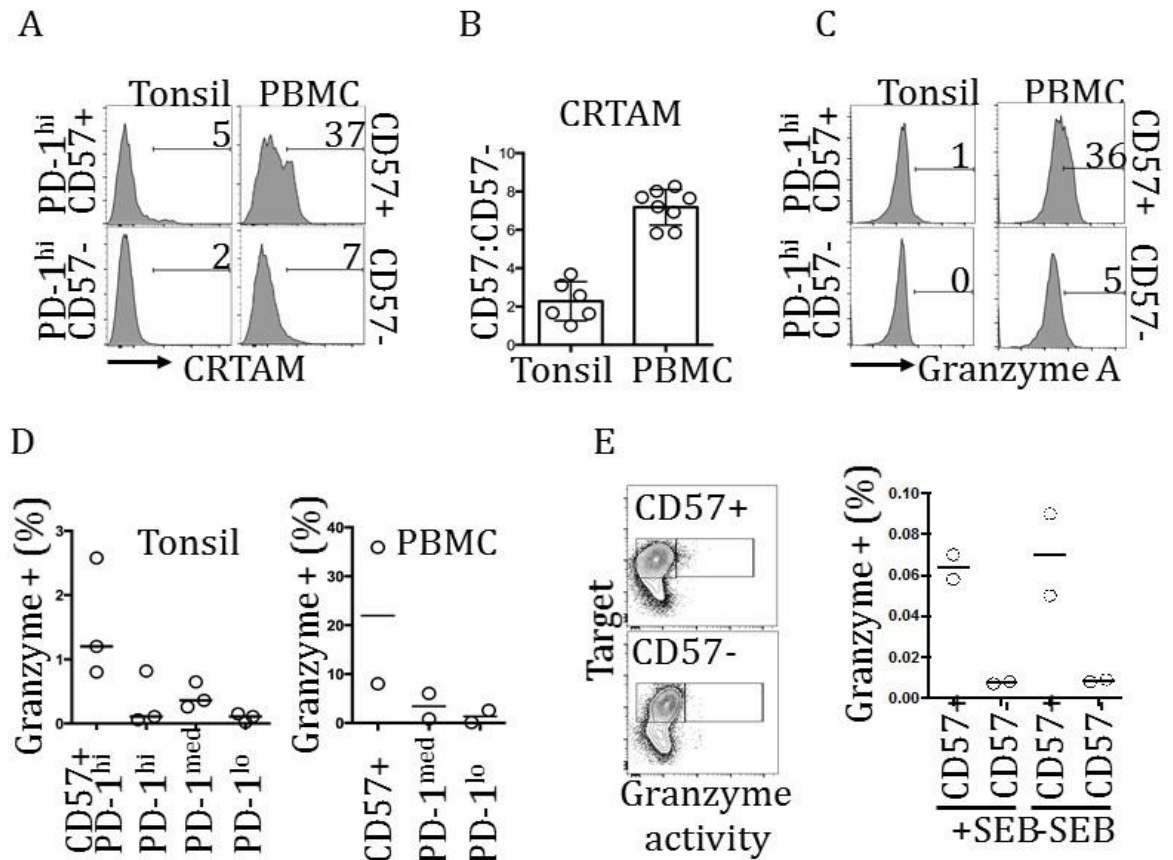 A
Tonsil PBMC
PD-1hi
CD57+
5
37
CD57+
PD-1hi
CD57-
2
7
CD57-
CRTAM
B
CRTAM
CD57:CD57-
10
8
6
4
2
0
Tonsil PBMC
C
Tonsil PBMC
PD-1hi
CD57+
1
36
CD57+
PD-1hi
CD57-
0
5
CD57-
Granzyme A
D
Granzyme + (%)
Tonsil
3
2
1
0
CD57+
PD-1hi
PD-1hi
PD-1med
PD-1lo
Granzyme + (%)
PBMC
40
30
20
10
0
CD57+
PD-1med
PD-1lo
E
Target
CD57+
CD57-
Granzyme
activity
Granzyme + (%)
0.10
0.08
0.06
0.04
0.02
0.00
CD57+
CD57-
CD57+
CD57-
+SEB-SEB